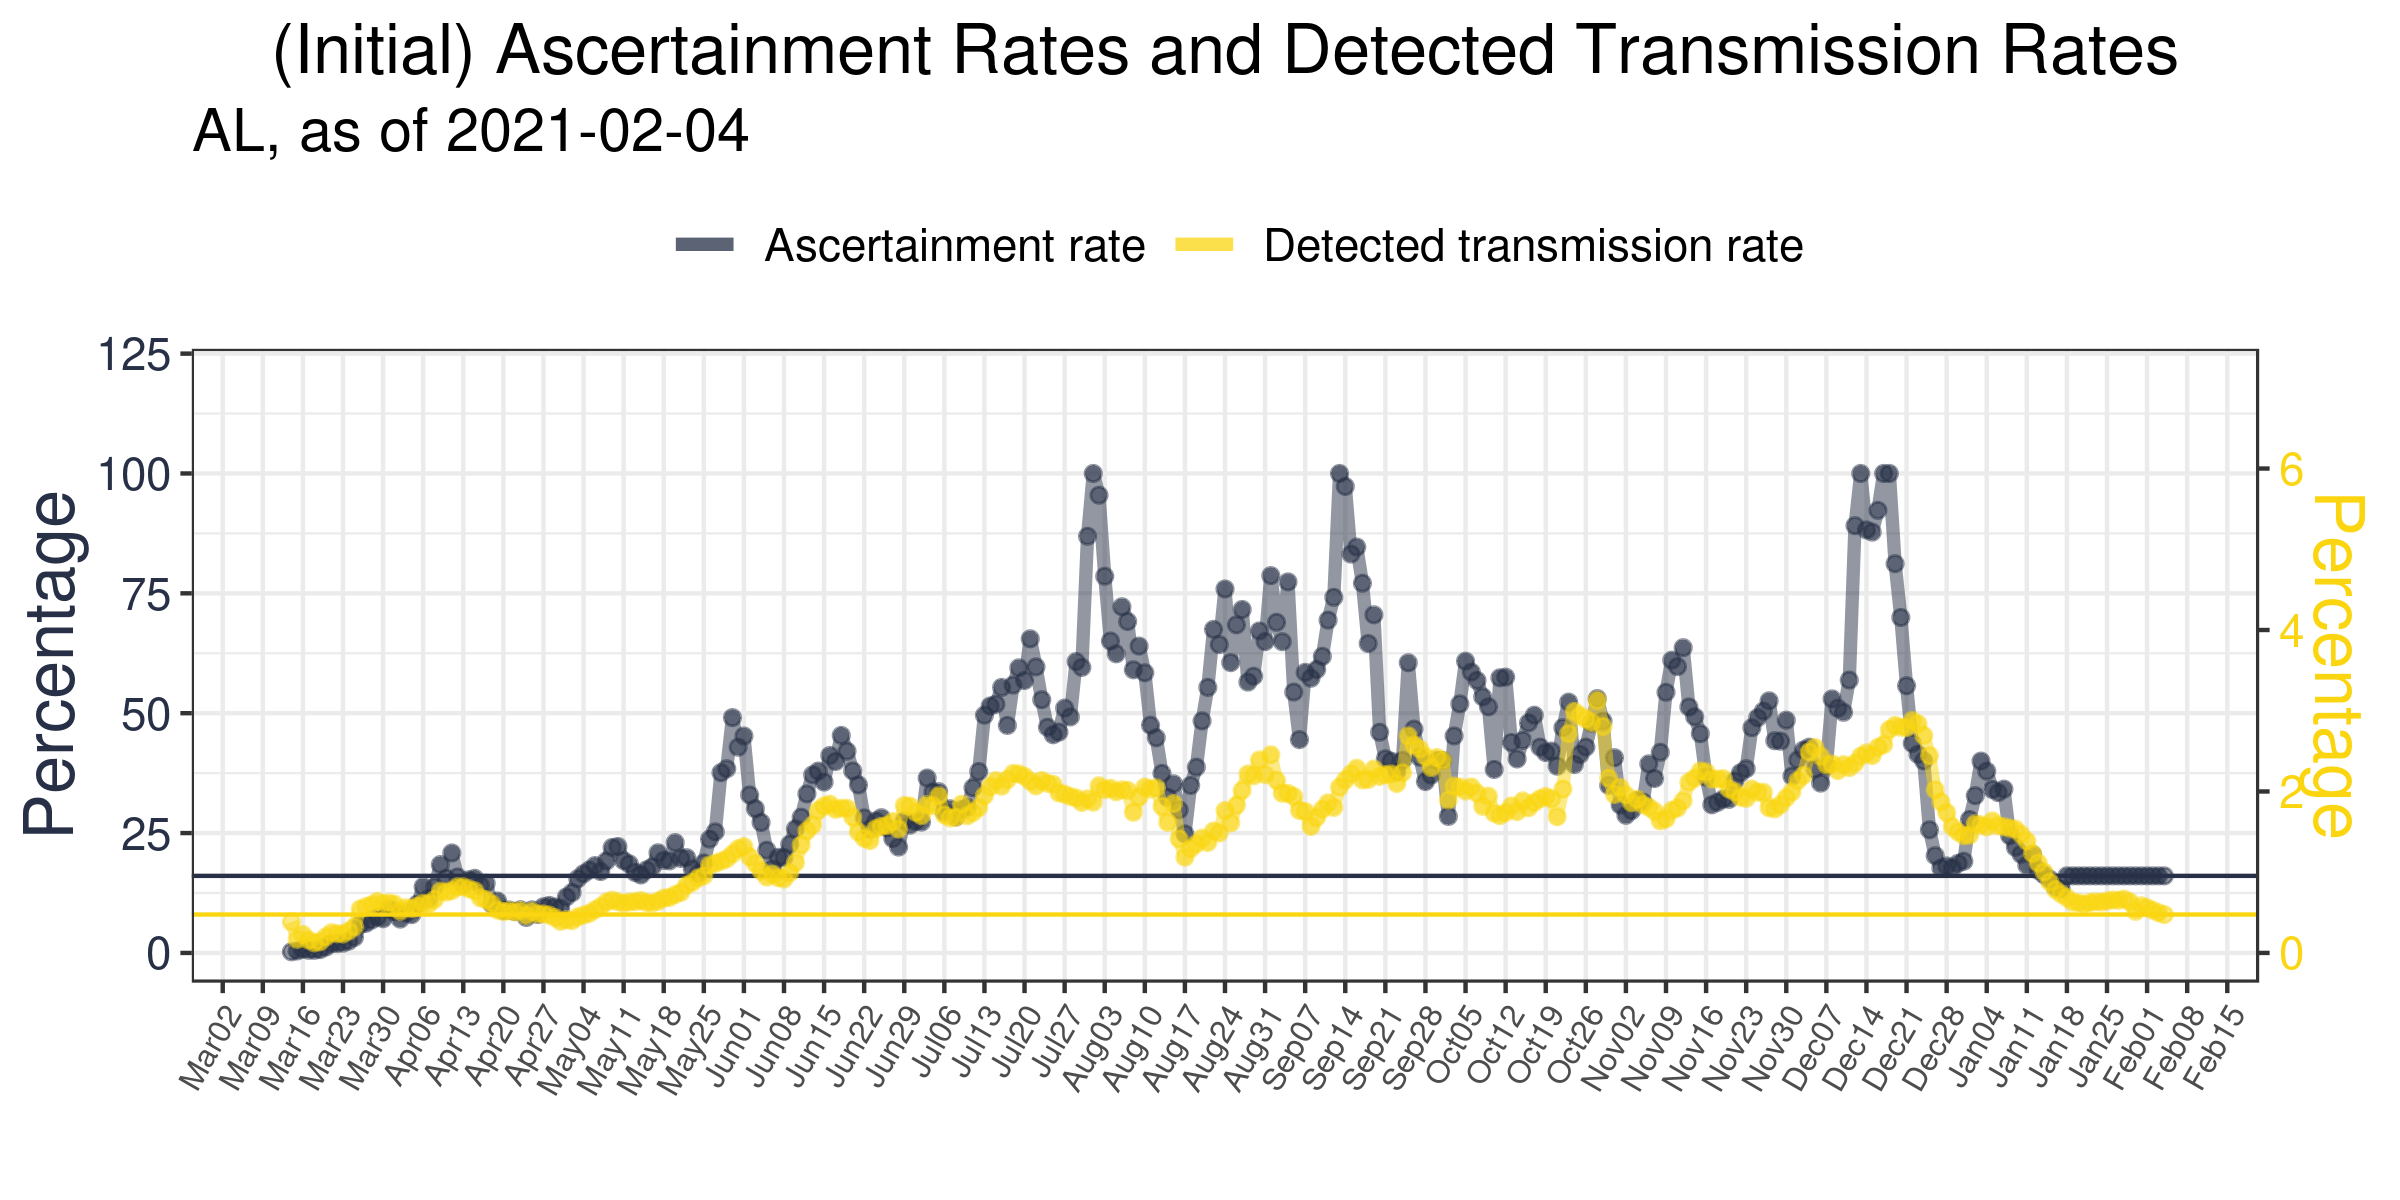 (Initial) Ascertainment Rates and Detected Transmission Rates
AL, as of 2021-02-04
Ascertainment rate Detected transmission rate
Percentage
125
100
75
50
25
0
6
4
2
0
Percentage
Mar02 Mar09 Mar16 Mar23 Mar30 Apr06 Apr13 Apr20 Apr27 May04 May11 May18 May25 Jun01 Jun08 Jun15 Jun22 Jun29 Jul06 Jul13 Jul20 Jul27 Aug03 Aug10 Aug17 Aug24 Aug31 Sep07 Sep14 Sep21 Sep28 Oct05 Oct12 Oct19 Oct26 Nov02 Nov09 Nov16 Nov23 Nov30 Dec07 Dec14 Dec21 Dec28 Jan04 Jan11 Jan18 Jan25 Feb01 Feb08 Feb15